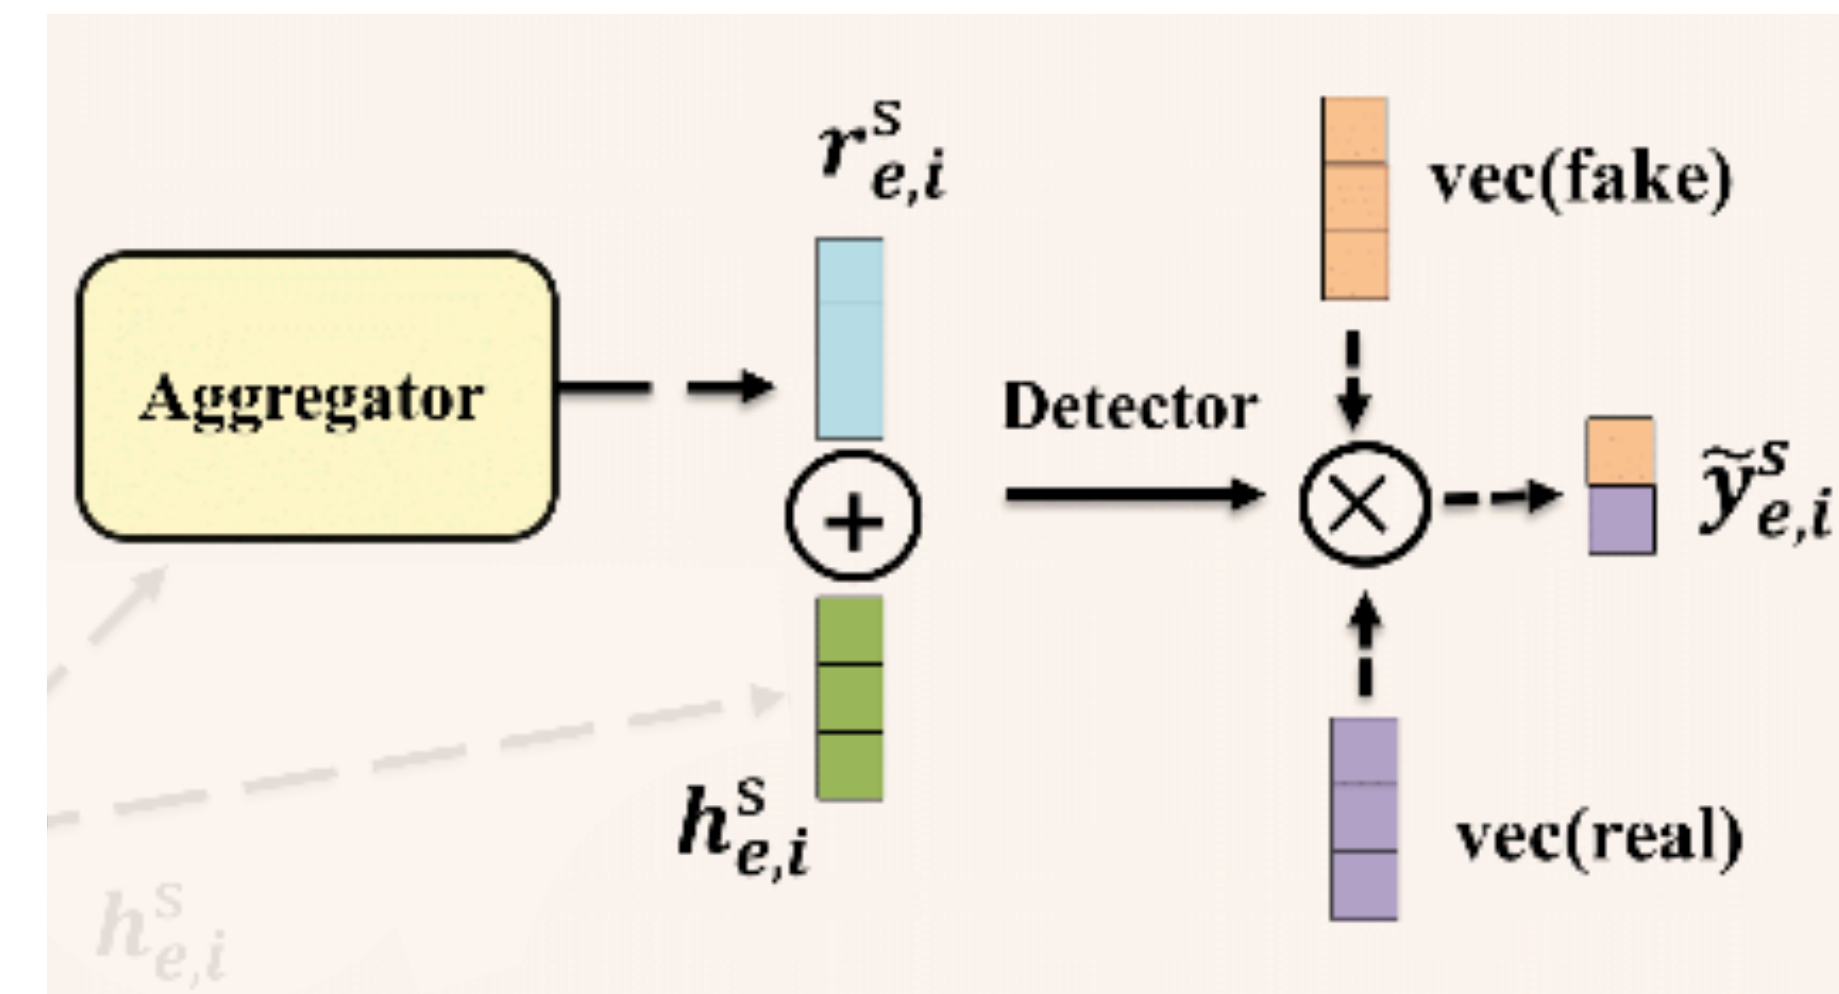 r^s_{e,i}
vec(fake)
Aggregator
Detector
ỹ^s_{e,i}
h^s_{e,i}
vec(real)
h^s_{e,i}